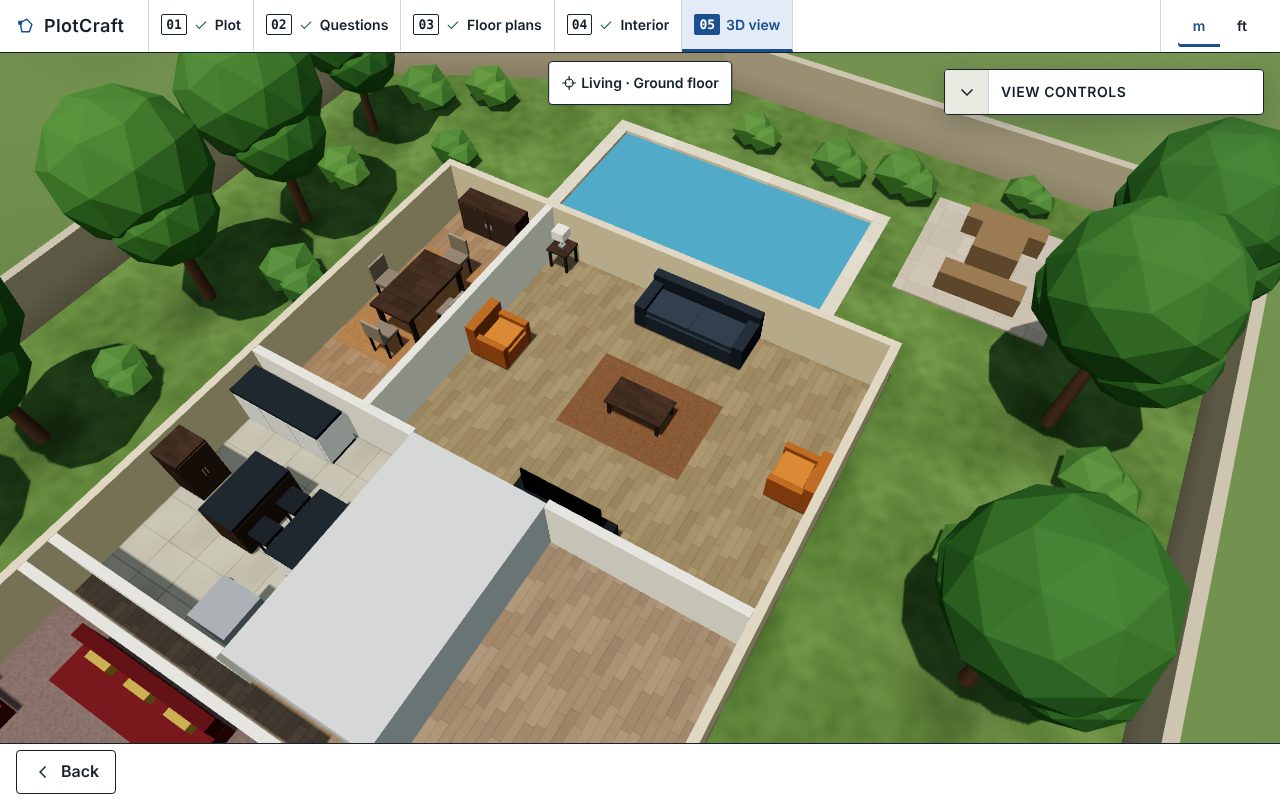 PlotCraft
01 Plot
02 Questions
03 Floor plans
04 Interior
05 3D view
m
ft
Living · Ground floor
VIEW CONTROLS
Back